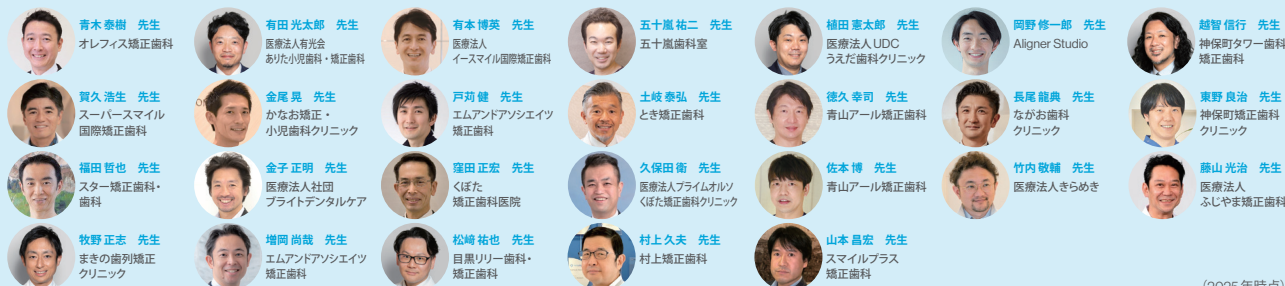 青木 泰樹 先生
オレフィス矯正歯科
有田 光太郎 先生
医療法人有光会
ありた小児歯科・矯正歯科
有本 博英 先生
医療法人
イースマイル国際矯正歯科
五十嵐 祐二 先生
五十嵐歯科室
植田 憲太郎 先生
医療法人UDC
うえだ歯科クリニック
岡野 修一郎 先生
Aligner Studio
越智 信行 先生
神保町タワー歯科
矯正歯科
賀久 浩生 先生
スーパースマイル
国際矯正歯科
金尾 晃 先生
かなお矯正・
小児歯科クリニック
戸苅 健 先生
エムアンドアソシエイツ
矯正歯科
土岐 泰弘 先生
とき矯正歯科
徳久 幸司 先生
青山アール矯正歯科
長尾 龍典 先生
ながお歯科
クリニック
東野 良治 先生
神保町矯正歯科
クリニック
福田 哲也 先生
スター矯正歯科・
歯科
金子 正明 先生
医療法人社団
ブライトデンタルケア
窪田 正宏 先生
くぼた
矯正歯科医院
久保田 衛 先生
医療法人プライムオルソ
くぼた矯正歯科クリニック
佐本 博 先生
青山アール矯正歯科
竹内 敬輔 先生
医療法人きらめき
藤山 光治 先生
医療法人
ふじやま矯正歯科
牧野 正志 先生
まきの歯列矯正
クリニック
増岡 尚哉 先生
エムアンドアソシエイツ
矯正歯科
松﨑 祐也 先生
目黒リリー歯科・
矯正歯科
村上 久夫 先生
村上矯正歯科
山本 昌宏 先生
スマイルプラス
矯正歯科
(2025年時点)